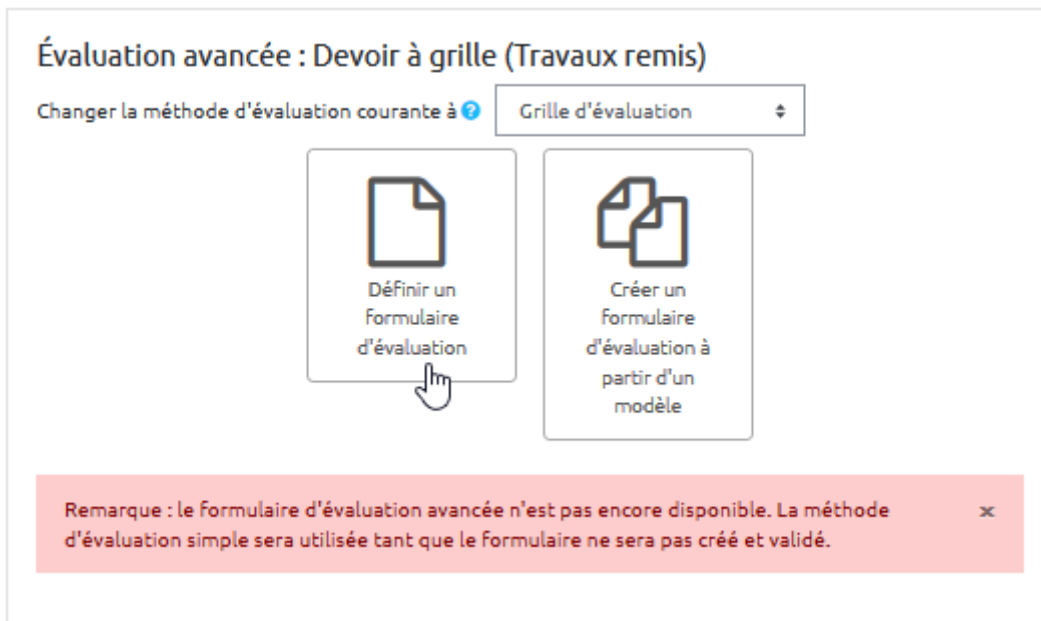 Évaluation avancée : Devoir à grille (Travaux remis)
Changer la méthode d'évaluation courante à
Grille d'évaluation
Définir un
formulaire
d'évaluation
Créer un
formulaire
d'évaluation à
partir d'un
modèle
Remarque : le formulaire d'évaluation avancée n'est pas encore disponible. La méthode
d'évaluation simple sera utilisée tant que le formulaire ne sera pas créé et validé.